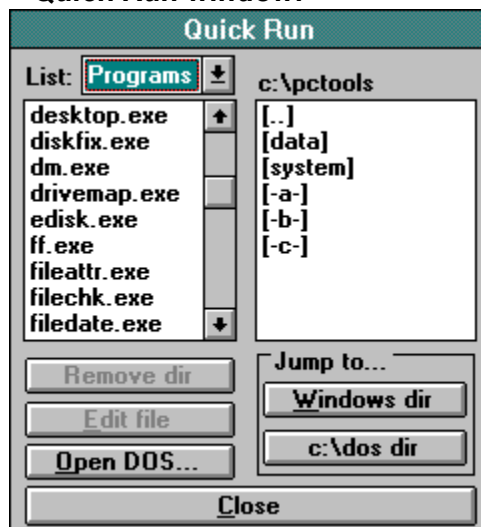 Quick Run
List: Programs
c:\pctools
desktop.exe
diskfix.exe
dm.exe
drivemap.exe
edisk.exe
ff.exe
fileattr.exe
filechk.exe
filedate.exe
[..]
[data]
[system]
[-a-]
[-b-]
[-c-]
Remove dir
Edit file
Open DOS...
Jump to...
Windows dir
c:\dos dir
Close